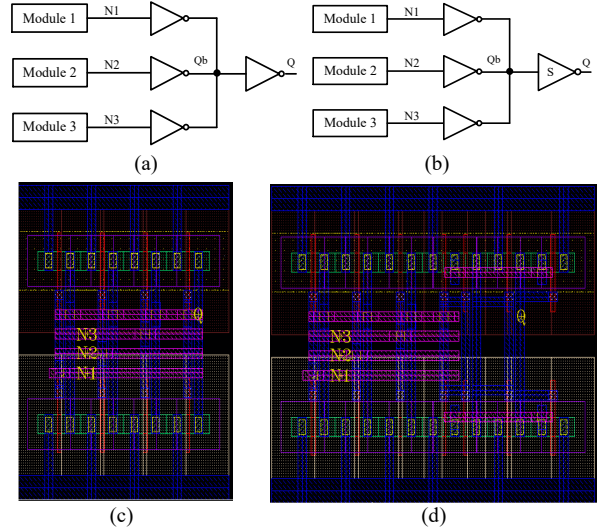 Module 1 N1
Module 2 N2 Qb Q
Module 3 N3
(a)
Module 1 N1
Module 2 N2 Qb S Q
Module 3 N3
(b)
Q
N3
N2
N1
(c)
Q
N3
N2
N1
(d)